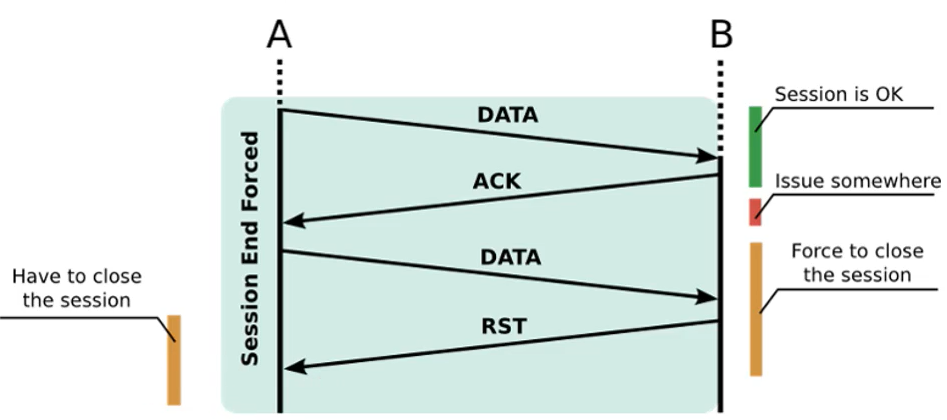 A
B
Session is OK
DATA
ACK
Issue somewhere
Session End Forced
DATA
Force to close
the session
Have to close
the session
RST